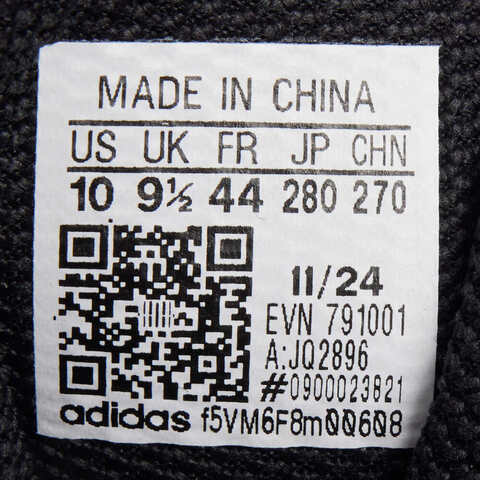 MADE IN CHINA
US UK FR JP CHN
10 9½ 44 280 270
11/24
EVN 791001
A:JQ2896
#0900023821
adidas f5VM6F8m00608